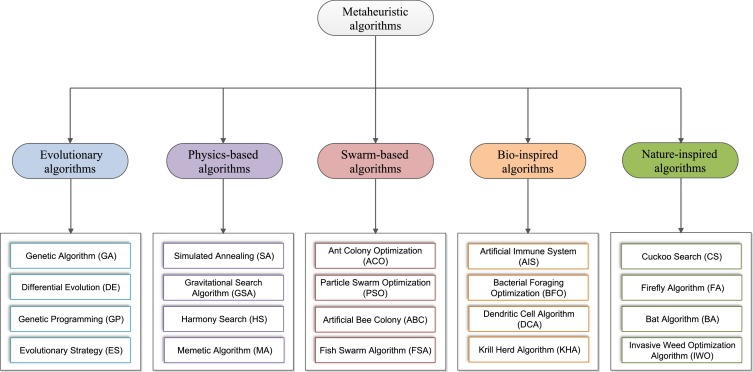 Metaheuristic
algorithms
Evolutionary
algorithms
Physics-based
algorithms
Swarm-based
algorithms
Bio-inspired
algorithms
Nature-inspired
algorithms
Genetic Algorithm (GA)
Differential Evolution (DE)
Genetic Programming (GP)
Evolutionary Strategy (ES)
Simulated Annealing (SA)
Gravitational Search
Algorithm (GSA)
Harmony Search (HS)
Memetic Algorithm (MA)
Ant Colony Optimization
(ACO)
Particle Swarm Optimization
(PSO)
Artificial Bee Colony (ABC)
Fish Swarm Algorithm (FSA)
Artificial Immune System
(AIS)
Bacterial Foraging
Optimization (BFO)
Dendritic Cell Algorithm
(DCA)
Krill Herd Algorithm (KHA)
Cuckoo Search (CS)
Firefly Algorithm (FA)
Bat Algorithm (BA)
Invasive Weed Optimization
Algorithm (IWO)